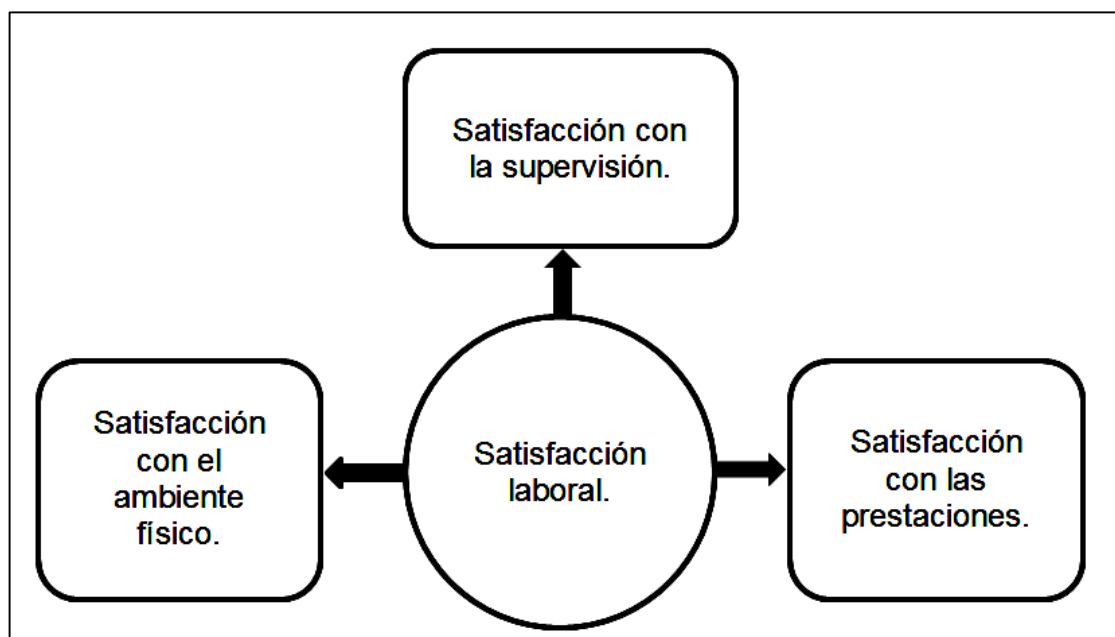 Satisfacción con
la supervisión.
Satisfacción
con el
ambiente
físico.
Satisfacción
laboral.
Satisfacción
con las
prestaciones.